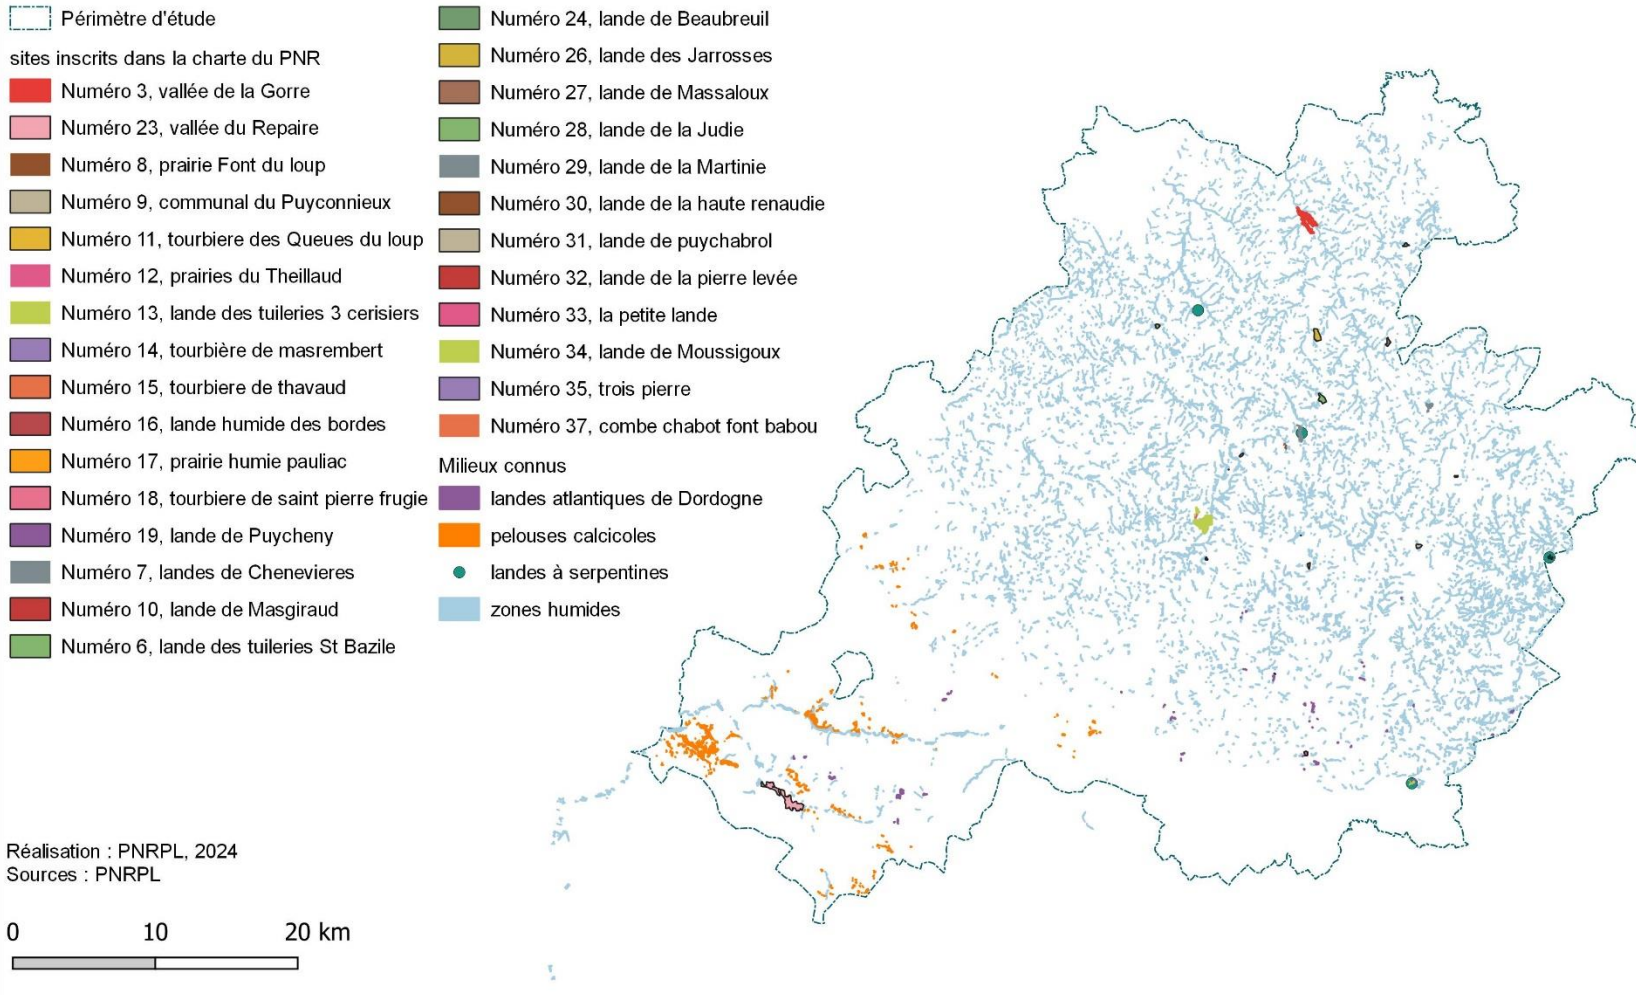 Périmètre d'étude
sites inscrits dans la charte du PNR
Numéro 3, vallée de la Gorre
Numéro 23, vallée du Repaire
Numéro 8, prairie Font du loup
Numéro 9, communal du Puyconnieux
Numéro 11, tourbiere des Queues du loup
Numéro 12, prairies du Theillaud
Numéro 13, lande des tuileries 3 cerisiers
Numéro 14, tourbière de masrembert
Numéro 15, tourbiere de thavaud
Numéro 16, lande humide des bordes
Numéro 17, prairie humie pauliac
Numéro 18, tourbiere de saint pierre frugie
Numéro 19, lande de Puycheny
Numéro 7, landes de Chenevieres
Numéro 10, lande de Masgiraud
Numéro 6, lande des tuileries St Bazile
Numéro 24, lande de Beaubreuil
Numéro 26, lande des Jarrosses
Numéro 27, lande de Massaloux
Numéro 28, lande de la Judie
Numéro 29, lande de la Martinie
Numéro 30, lande de la haute renaudie
Numéro 31, lande de puychabrol
Numéro 32, lande de la pierre levée
Numéro 33, la petite lande
Numéro 34, lande de Moussigoux
Numéro 35, trois pierre
Numéro 37, combe chabot font babou
Milieux connus
landes atlantiques de Dordogne
pelouses calcicoles
landes à serpentines
zones humides
Réalisation : PNRPL, 2024
Sources : PNRPL
0 10 20 km